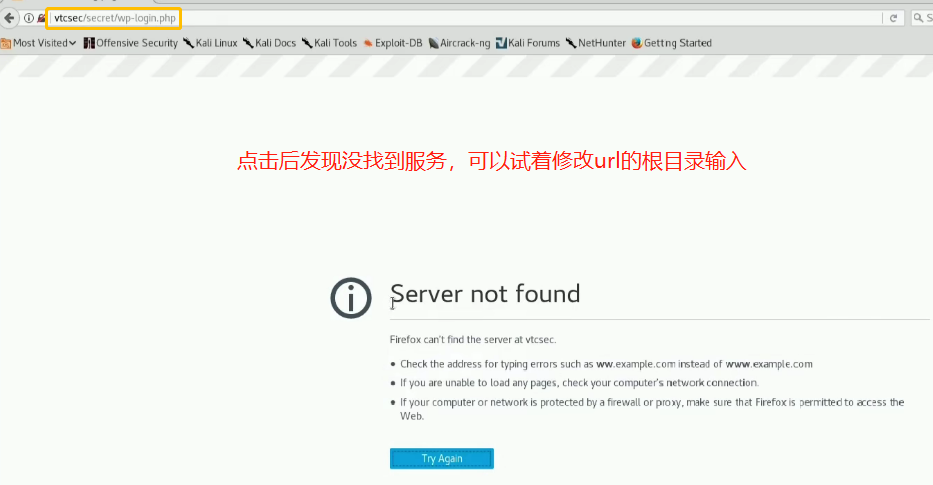 vtcsec/secret/wp-login.php
Most Visited Offensive Security Kali Linux Kali Docs Kali Tools Exploit-DB Aircrack-ng Kali Forums NetHunter Getting Started
点击后发现没找到服务，可以试着修改url的根目录输入
Server not found
Firefox can't find the server at vtcsec.
• Check the address for typing errors such as ww.example.com instead of www.example.com
• If you are unable to load any pages, check your computer's network connection.
• If your computer or network is protected by a firewall or proxy, make sure that Firefox is permitted to access the
Web.
Try Again